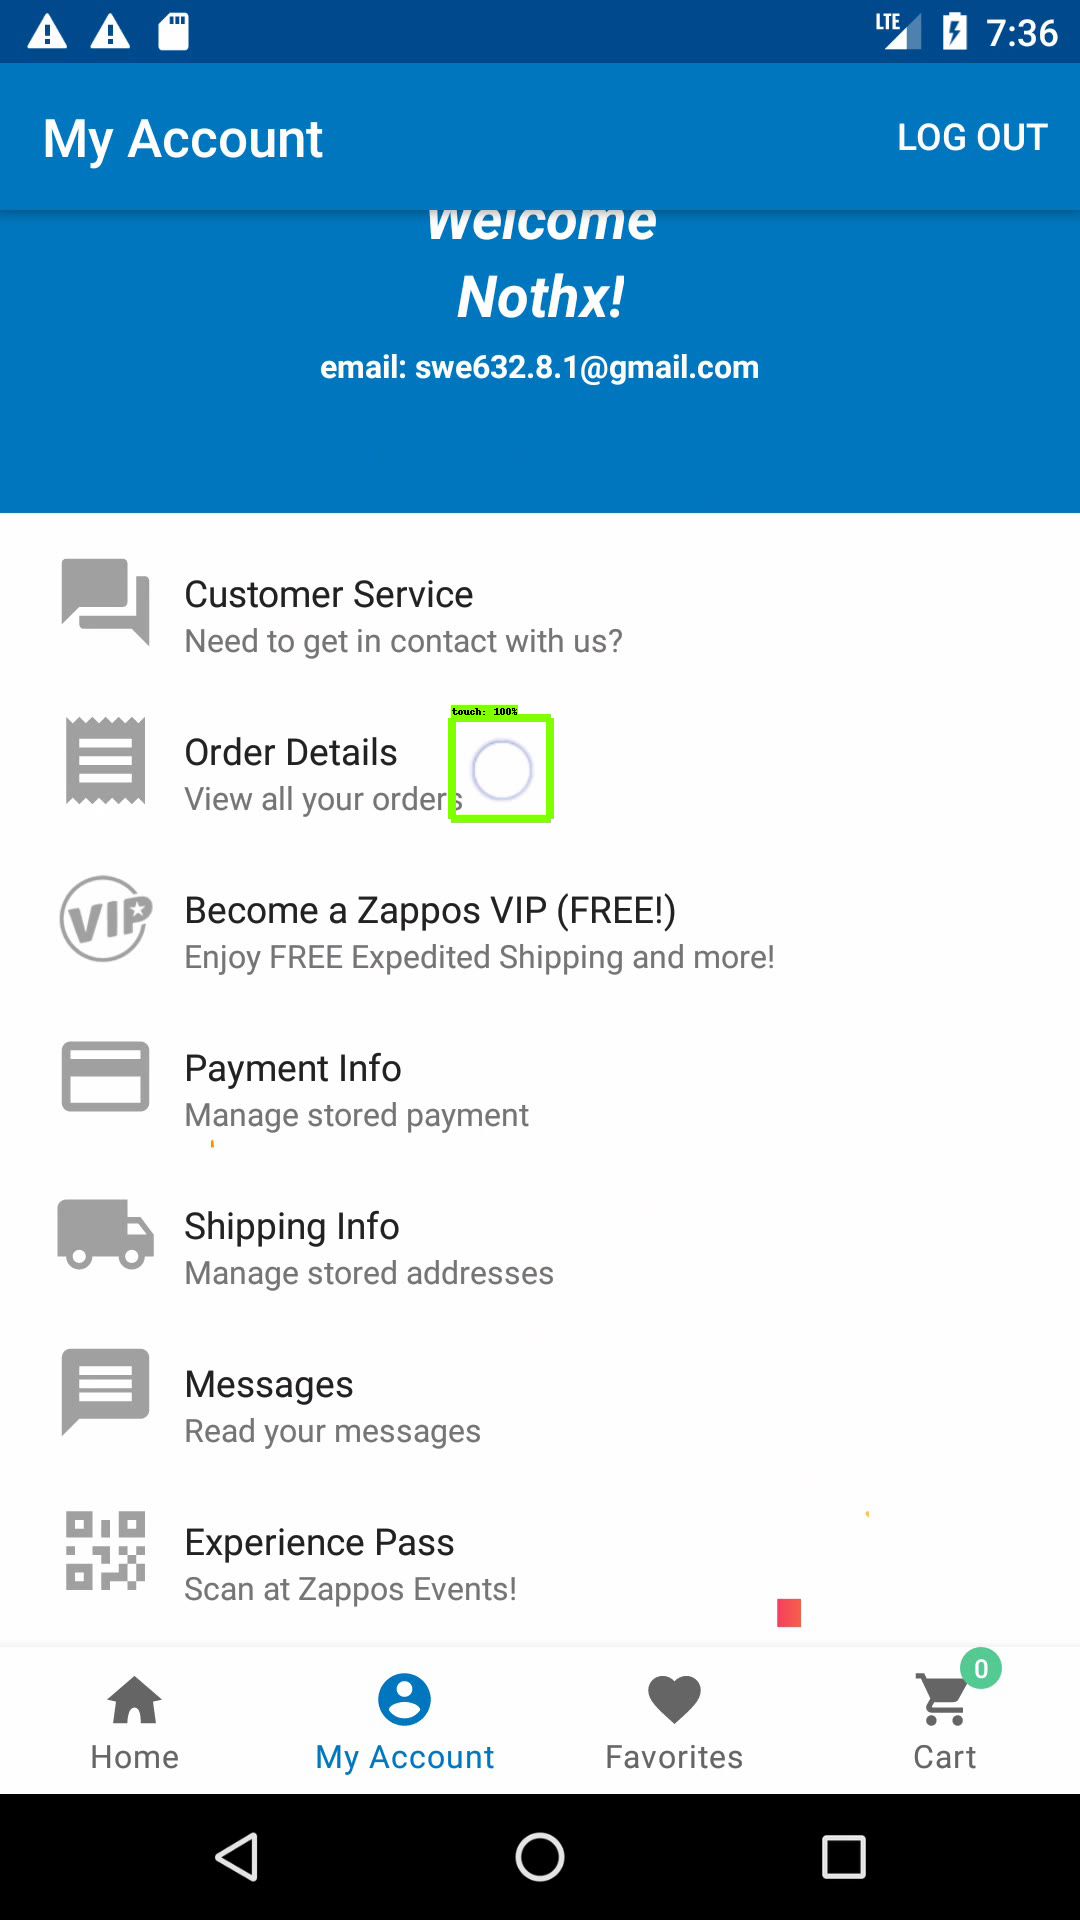 LTE 7:36
My Account LOG OUT
Welcome
Nothx!
email: swe632.8.1@gmail.com
Customer Service
Need to get in contact with us?
touch: 100%
Order Details
View all your orders
VIP
Become a Zappos VIP (FREE!)
Enjoy FREE Expedited Shipping and more!
Payment Info
Manage stored payment
Shipping Info
Manage stored addresses
Messages
Read your messages
Experience Pass
Scan at Zappos Events!
0
Home My Account Favorites Cart